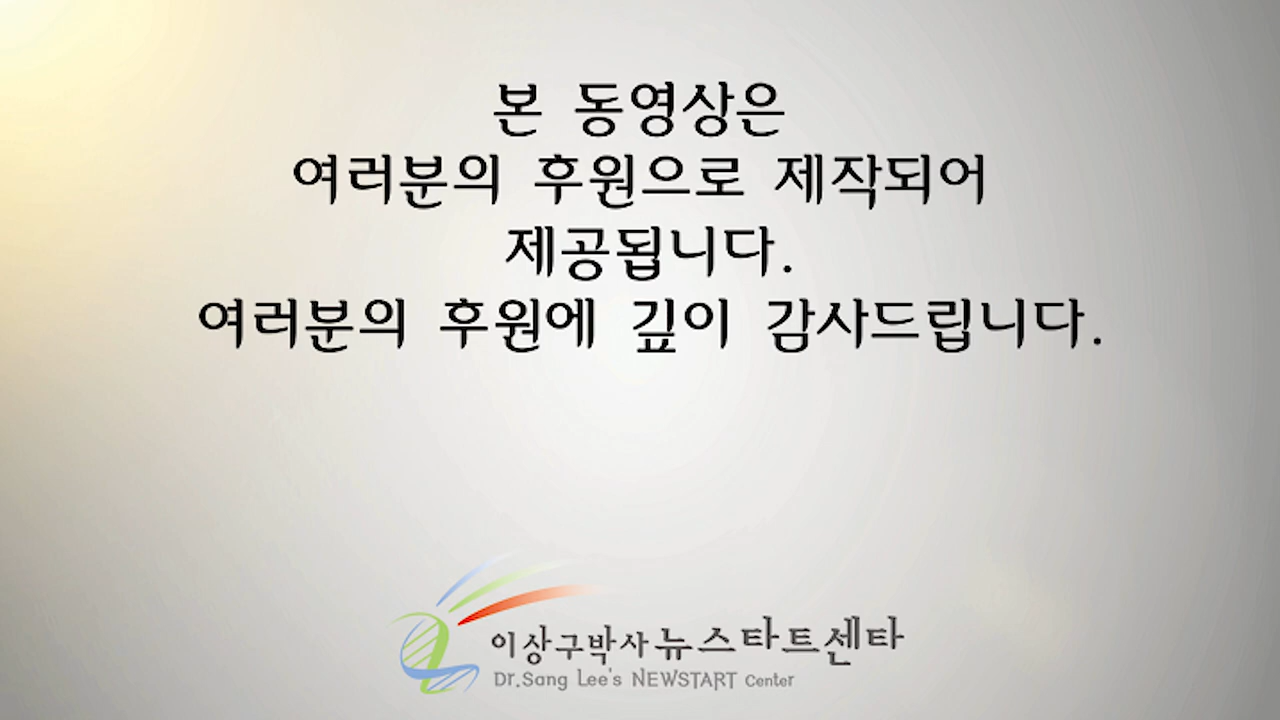 본 동영상은
여러분의 후원으로 제작되어
제공됩니다.
여러분의 후원에 깊이 감사드립니다.
이상구박사뉴스타트센타
Dr.Sang Lee's NEWSTART Center